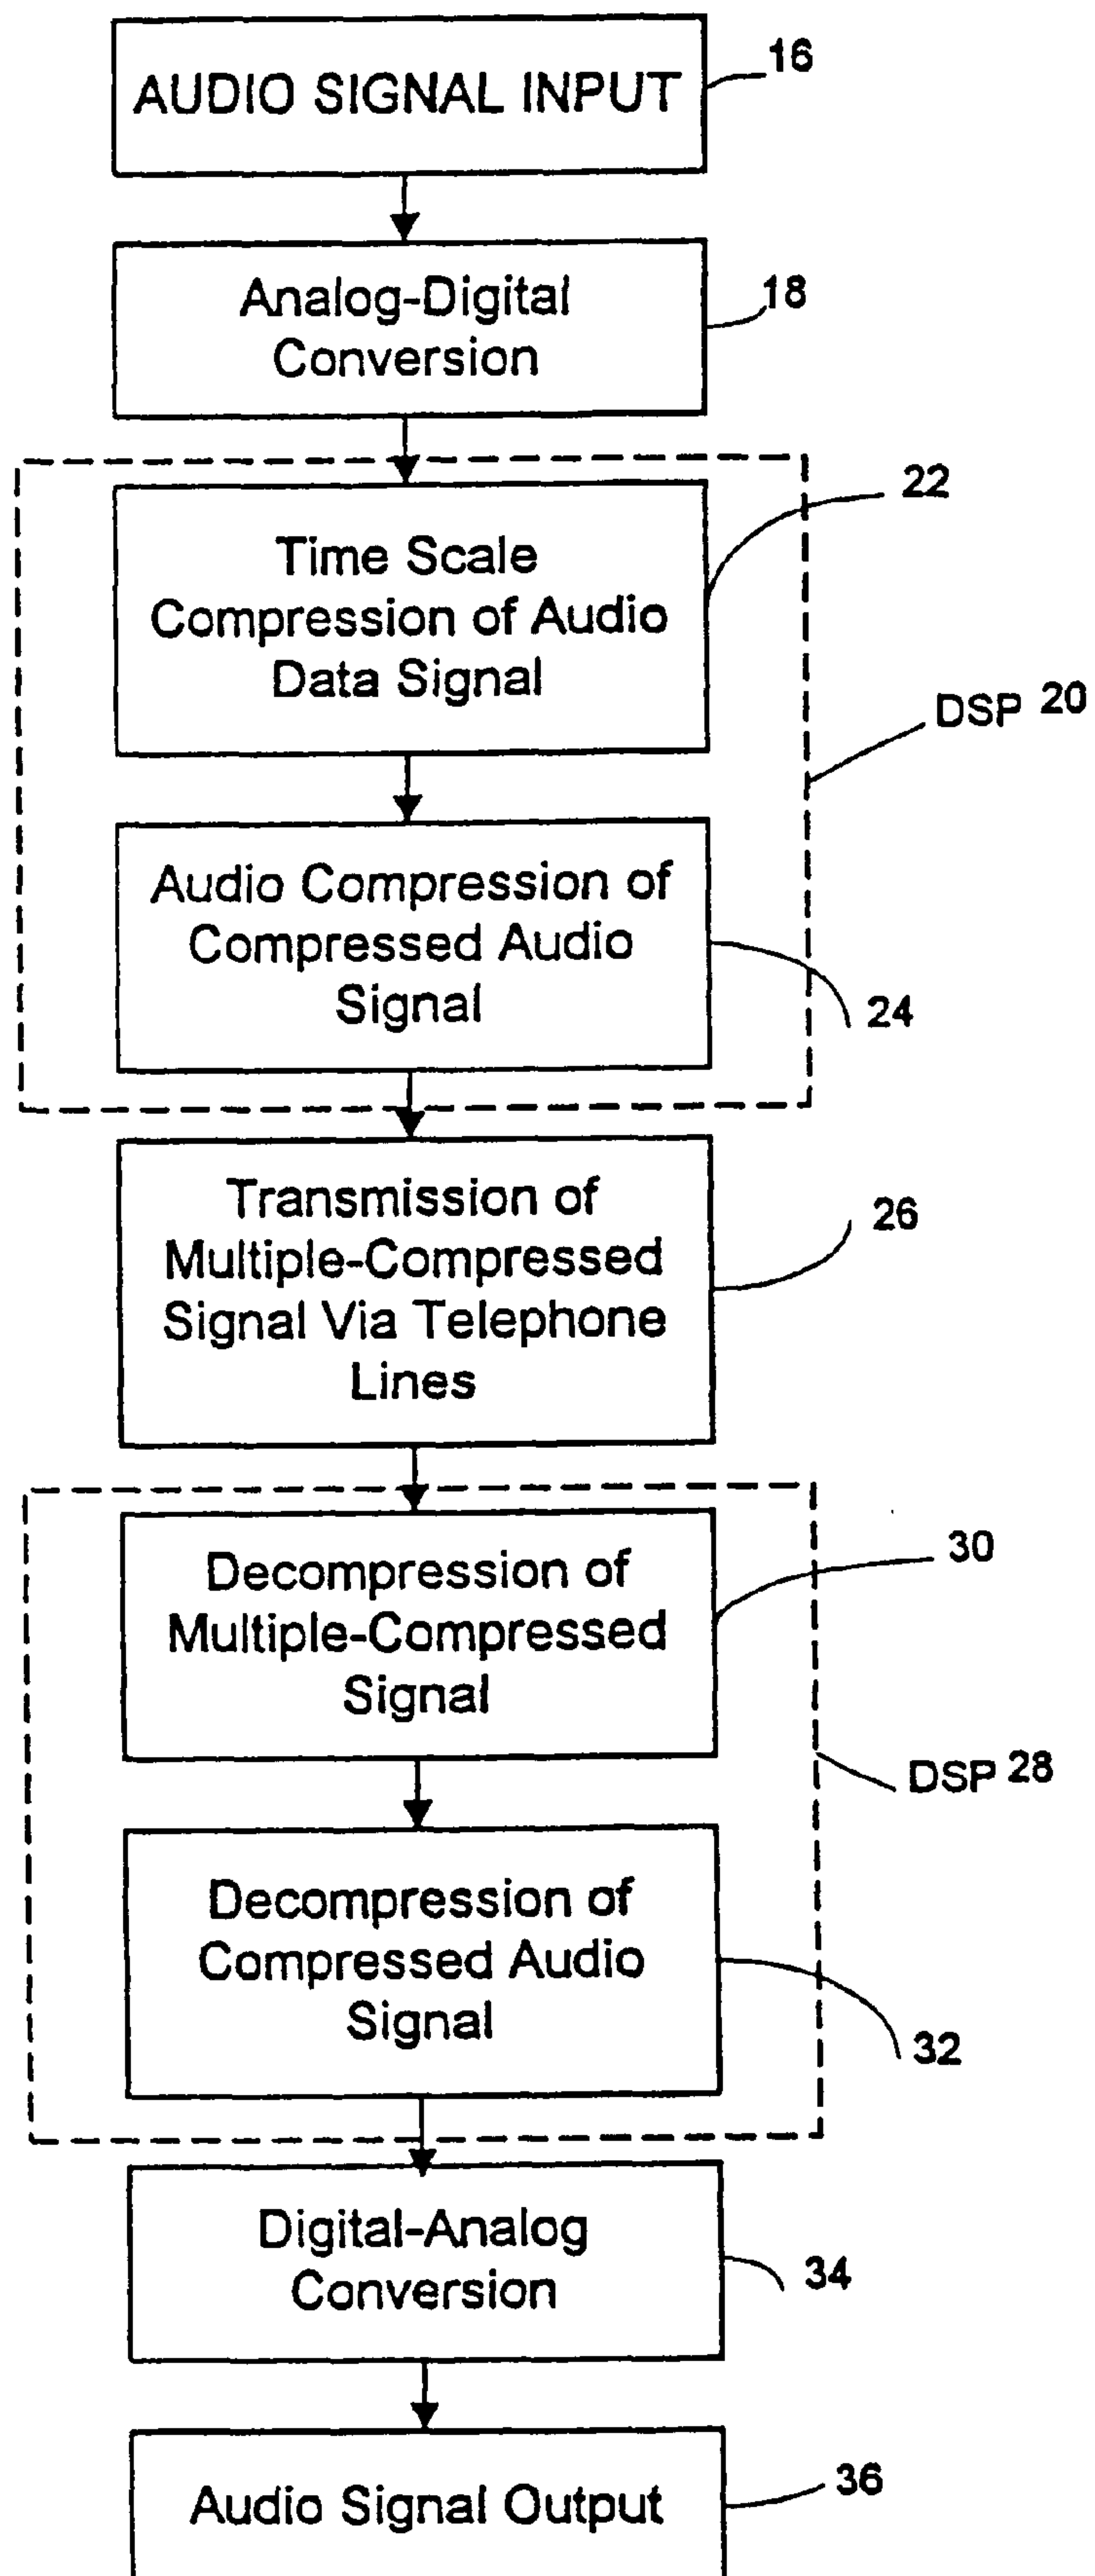 AUDIO SIGNAL INPUT
16
Analog-Digital
Conversion
18
Time Scale
Compression of Audio
Data Signal
22
DSP 20
Audio Compression of
Compressed Audio
Signal
24
Transmission of
Multiple-Compressed
Signal Via Telephone
Lines
26
Decompression of
Multiple-Compressed
Signal
30
DSP 28
Decompression of
Compressed Audio
Signal
32
Digital-Analog
Conversion
34
Audio Signal Output
36